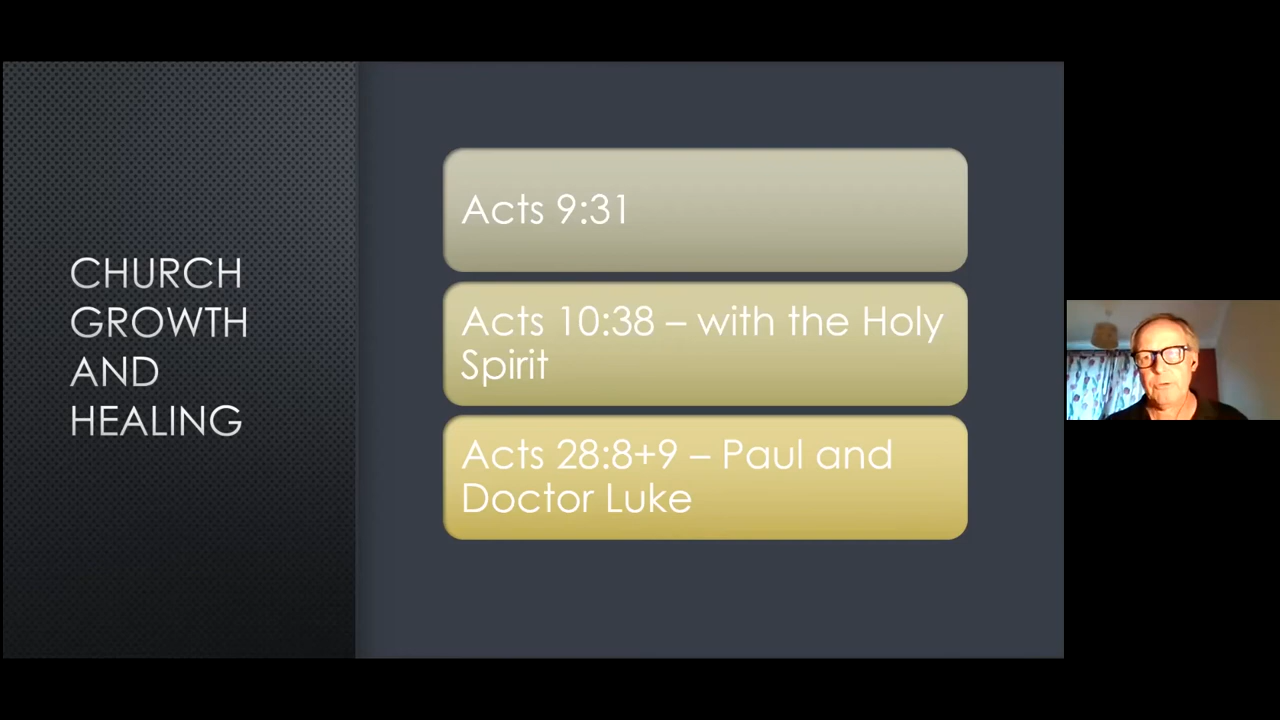 CHURCH
GROWTH
AND
HEALING
Acts 9:31
Acts 10:38 – with the Holy
Spirit
Acts 28:8+9 – Paul and
Doctor Luke